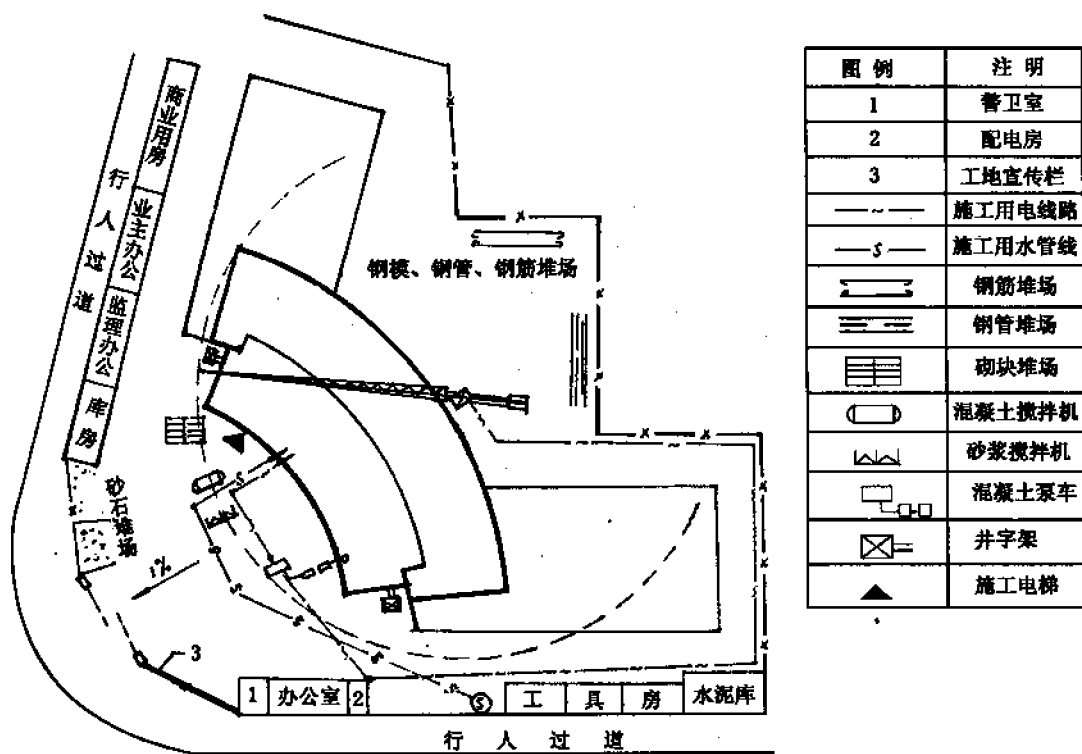 商业用房
业主办公
监理办公
库房
行人过道
钢模、钢管、钢筋堆场
砂石堆场
1%
S
S
S
S
S
S
3
1
办公室
2
工
具
房
水泥库
行人过道
图例 注明
1 警卫室
2 配电房
3 工地宣传栏
~ 施工用电线路
S 施工用水管线
钢筋堆场
钢管堆场
砌块堆场
混凝土搅拌机
砂浆搅拌机
混凝土泵车
井字架
施工电梯